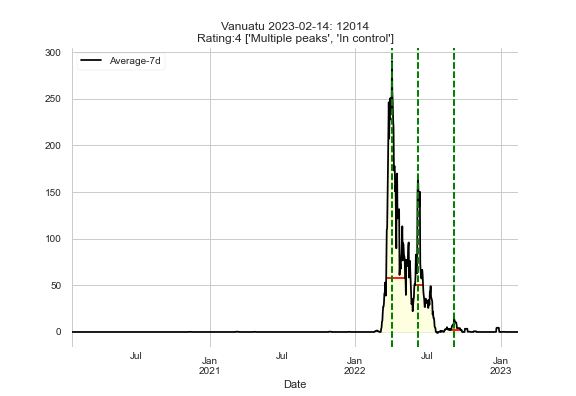 Vanuatu 2023-02-14: 12014
Rating:4 ['Multiple peaks', 'In control']
Average-7d
300
250
200
150
100
50
0
Jul
Jan
2021
Jul
Jan
2022
Jul
Jan
2023
Date